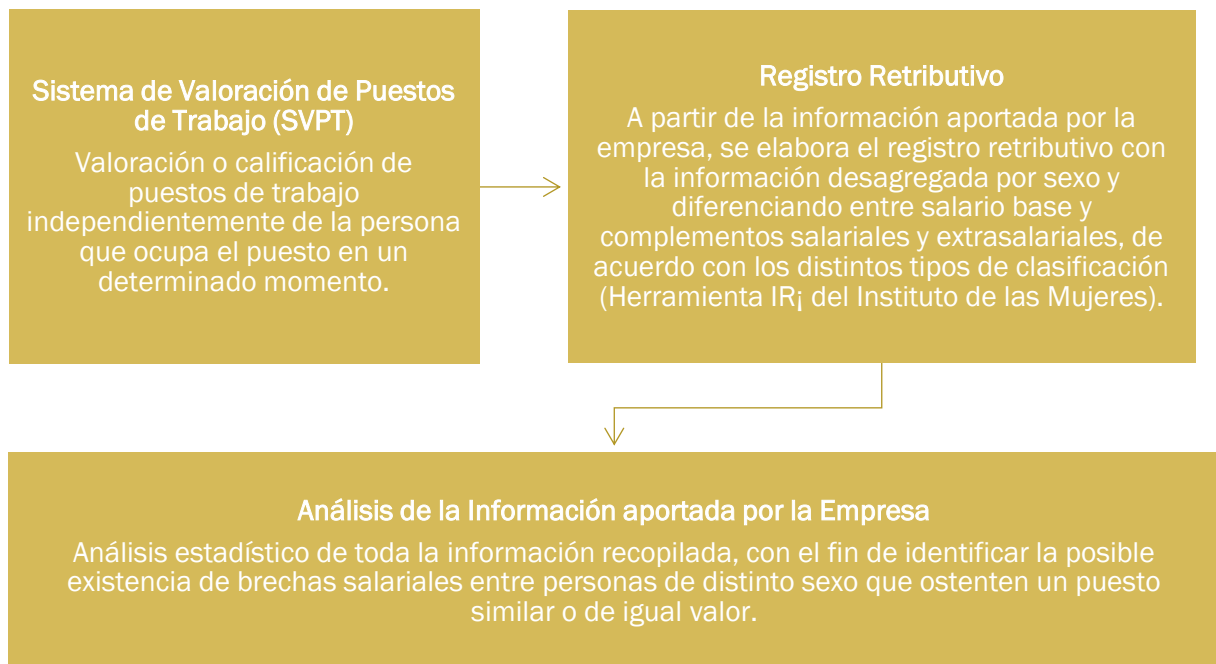 Sistema de Valoración de Puestos
de Trabajo (SVPT)
Valoración o calificación de
puestos de trabajo
independientemente de la persona
que ocupa el puesto en un
determinado momento.
Registro Retributivo
A partir de la información aportada por la
empresa, se elabora el registro retributivo con
la información desagregada por sexo y
diferenciando entre salario base y
complementos salariales y extrasalariales, de
acuerdo con los distintos tipos de clasificación
(Herramienta IR¡ del Instituto de las Mujeres).
Análisis de la Información aportada por la Empresa
Análisis estadístico de toda la información recopilada, con el fin de identificar la posible
existencia de brechas salariales entre personas de distinto sexo que ostenten un puesto
similar o de igual valor.